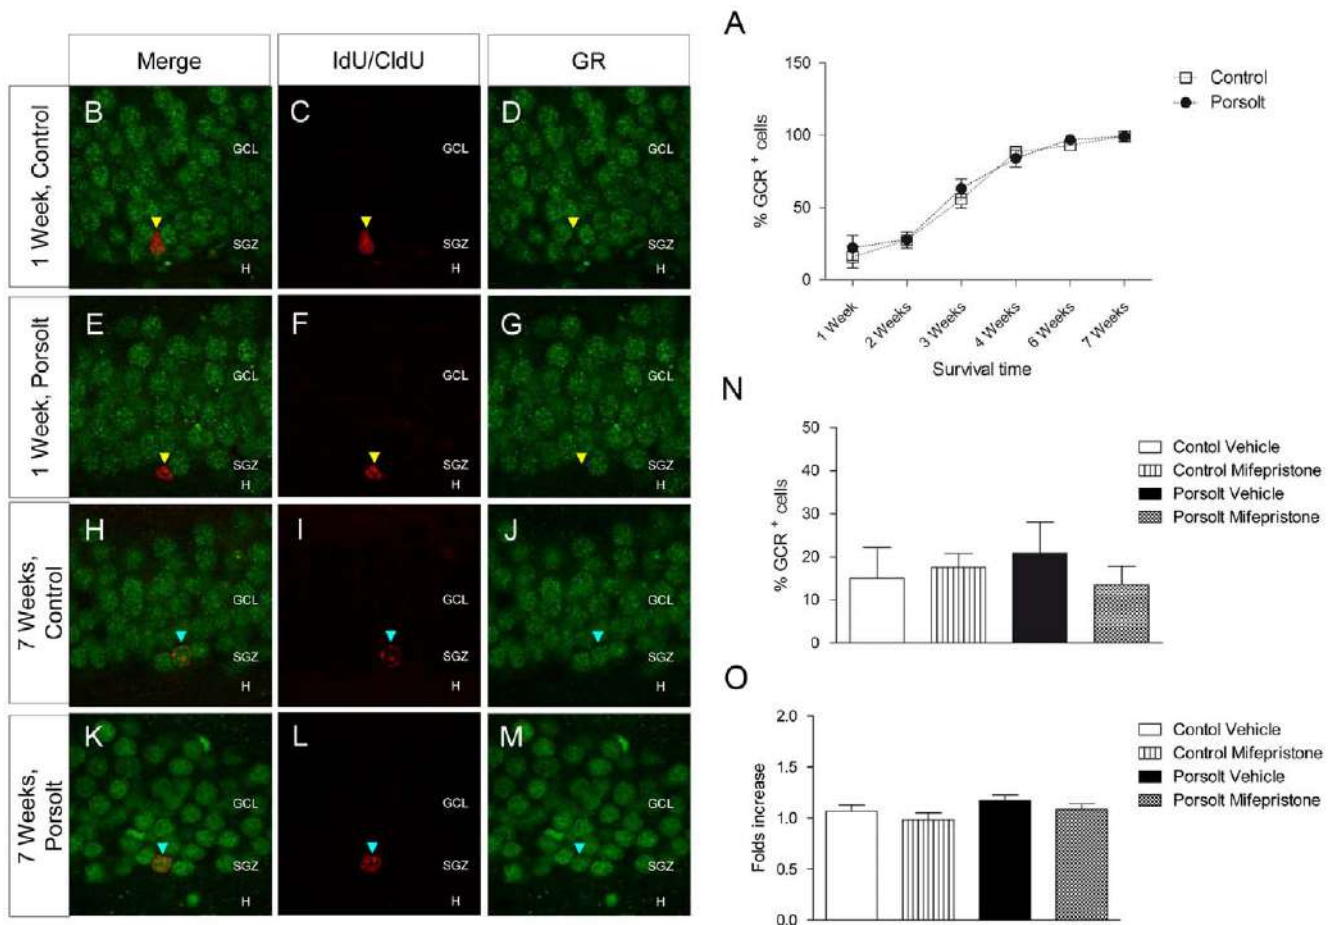 Merge
IdU/CldU
GR
1 Week, Control
B
GCL
SGZ
H
C
GCL
SGZ
H
D
GCL
SGZ
H
1 Week, Porsolt
E
GCL
SGZ
H
F
GCL
SGZ
H
G
GCL
SGZ
H
7 Weeks,
Control
H
GCL
SGZ
H
I
GCL
SGZ
H
J
GCL
SGZ
H
7 Weeks,
Porsolt
K
GCL
SGZ
H
L
GCL
SGZ
H
M
GCL
SGZ
H
A
% GCR + cells
150
100
50
0
1 Week
2 Weeks
3 Weeks
4 Weeks
6 Weeks
7 Weeks
Survival time
Control
Porsolt
N
% GCR + cells
50
40
30
20
10
0
Contol Vehicle
Control Mifepristone
Porsolt Vehicle
Porsolt Mifepristone
O
Folds increase
2.0
1.5
1.0
0.5
0.0
Contol Vehicle
Control Mifepristone
Porsolt Vehicle
Porsolt Mifepristone